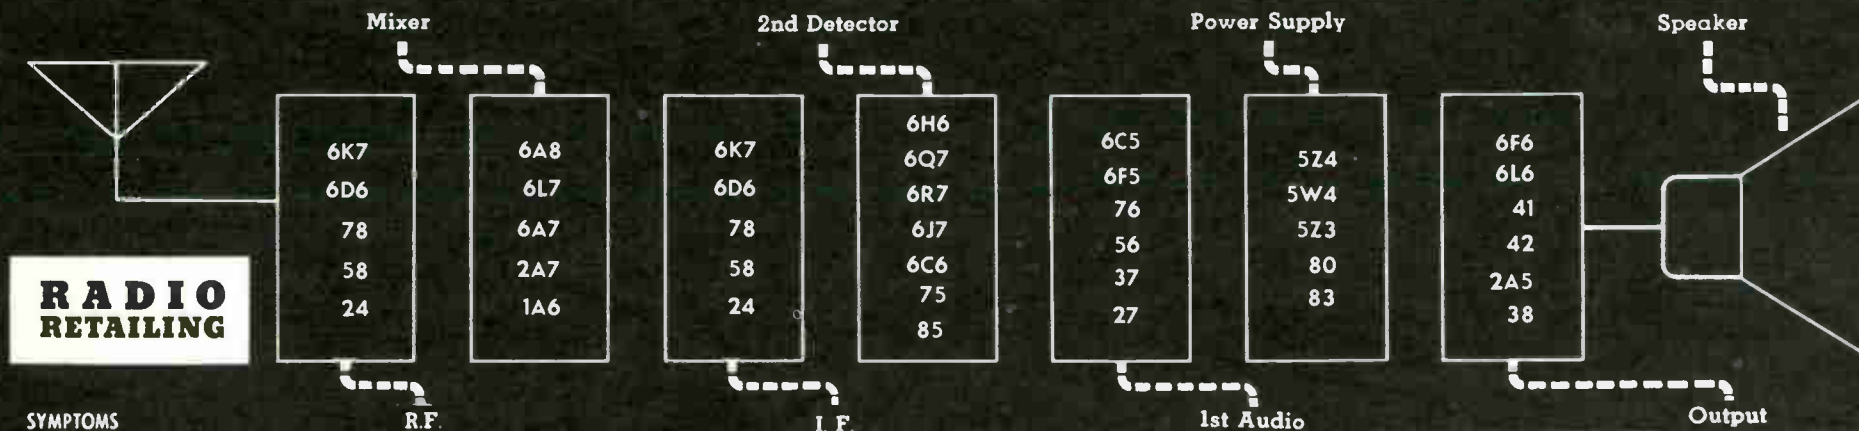 Mixer
2nd Detector
Power Supply
Speaker
6K7
6D6
78
58
24
6A8
6L7
6A7
2A7
1A6
6K7
6D6
78
58
24
6H6
6Q7
6R7
6J7
6C6
75
85
6C5
6F5
76
56
37
27
5Z4
5W4
5Z3
80
83
6F6
6L6
41
42
2A5
38
RADIO
RETAILING
SYMPTOMS
R.F.
I. F.
1st Audio
Output